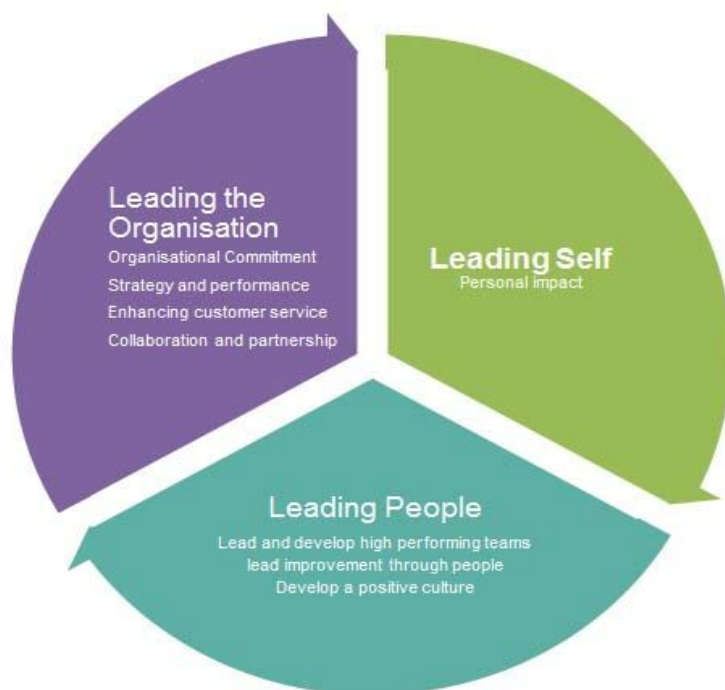 Leading the
Organisation
Organisational Commitment
Strategy and performance
Enhancing customer service
Collaboration and partnership
Leading Self
Personal impact
Leading People
Lead and develop high performing teams
lead improvement through people
Develop a positive culture